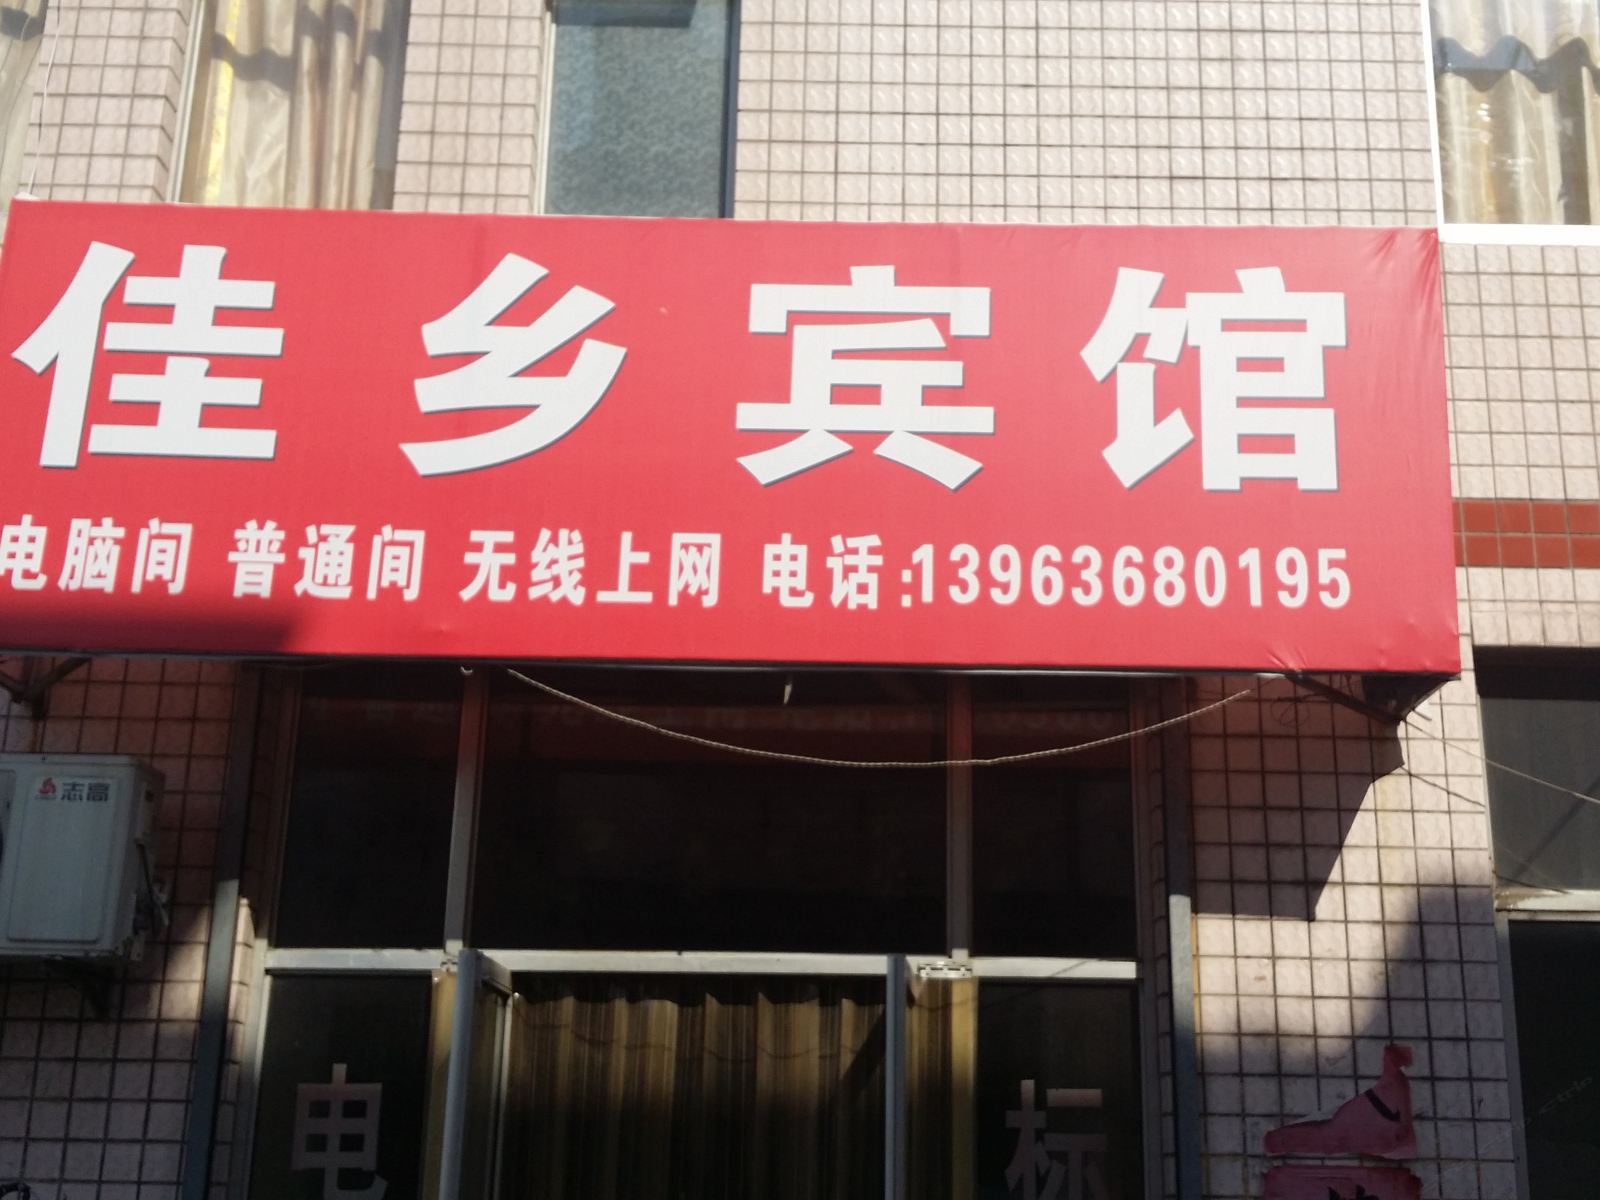 佳乡宾馆
电脑间 普通间 无线上网 电话:13963680195
志高
电
标